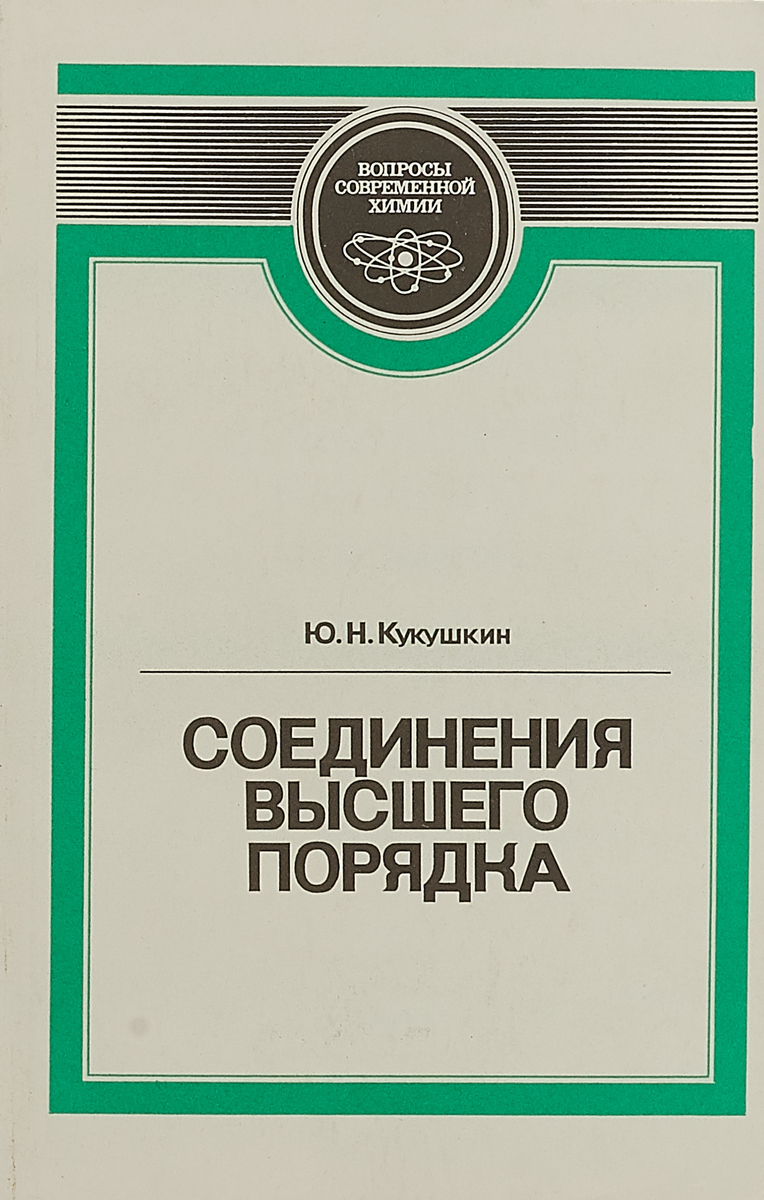 ВОПРОСЫ
СОВРЕМЕННОЙ
ХИМИИ
Ю. Н. Кукушкин
СОЕДИНЕНИЯ
ВЫСШЕГО
ПОРЯДКА